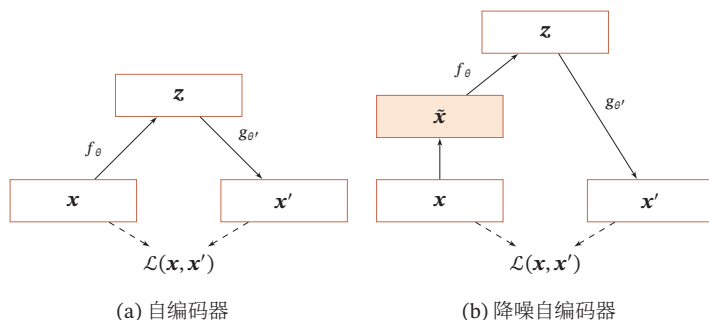 z
f_θ
g_θ′
x
x′
ℒ(x, x′)
(a) 自编码器
z
f_θ
g_θ′
x̃
x
x′
ℒ(x, x′)
(b) 降噪自编码器